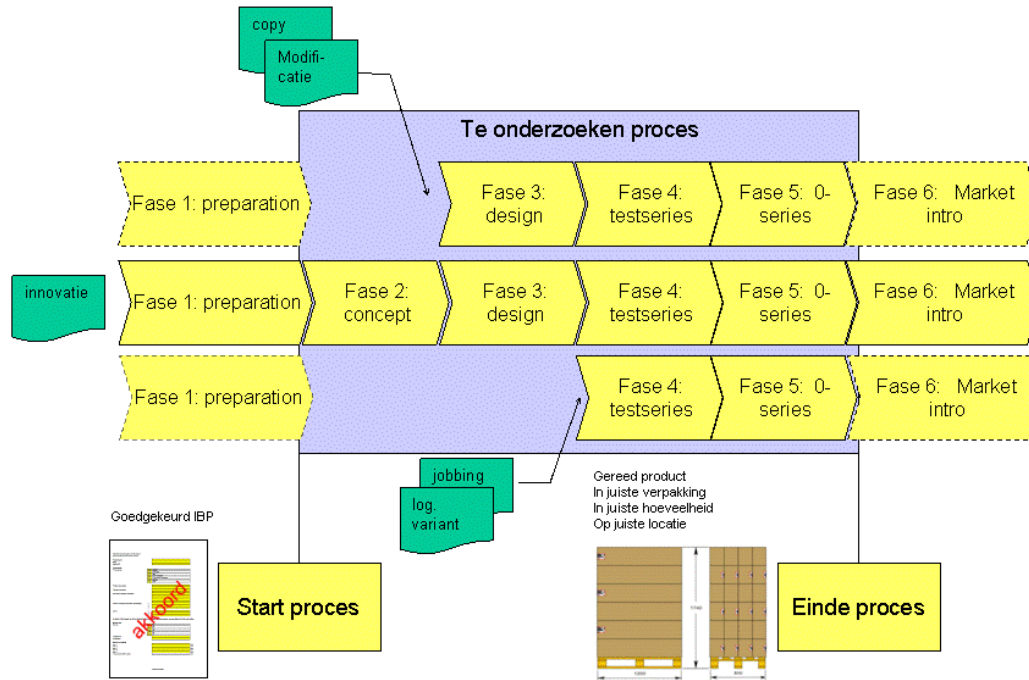 copy
Modifi-
catie
Te onderzoeken proces
Fase 1: preparation
Fase 3:
design
Fase 4:
testseries
Fase 5: 0-
series
Fase 6: Market
intro
innovatie
Fase 1: preparation
Fase 2:
concept
Fase 3:
design
Fase 4:
testseries
Fase 5: 0-
series
Fase 6: Market
intro
Fase 1: preparation
Fase 4:
testseries
Fase 5: 0-
series
Fase 6: Market
intro
jobbing
log.
variant
Gereed product
In juiste verpakking
In juiste hoeveelheid
Op juiste locatie
Goedgekeurd IBP
akkoord
Start proces
1740
1200
Einde proces